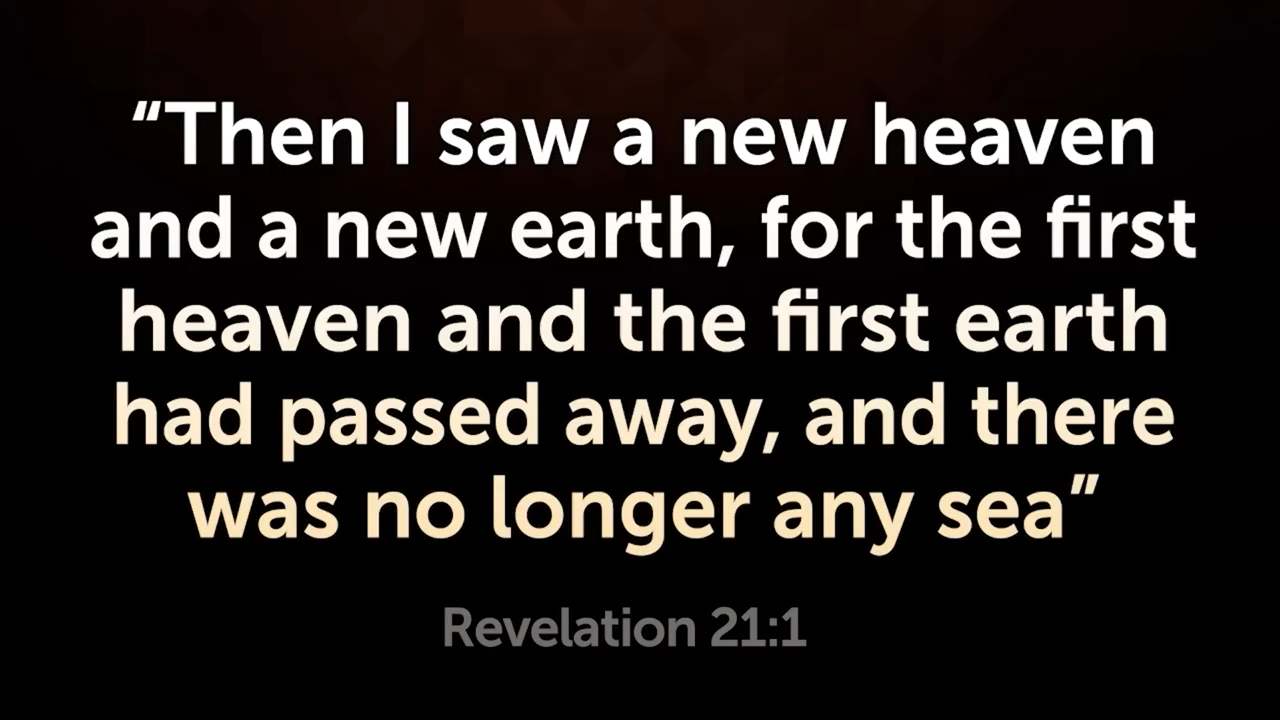 “Then I saw a new heaven
and a new earth, for the first
heaven and the first earth
had passed away, and there
was no longer any sea”
Revelation 21:1